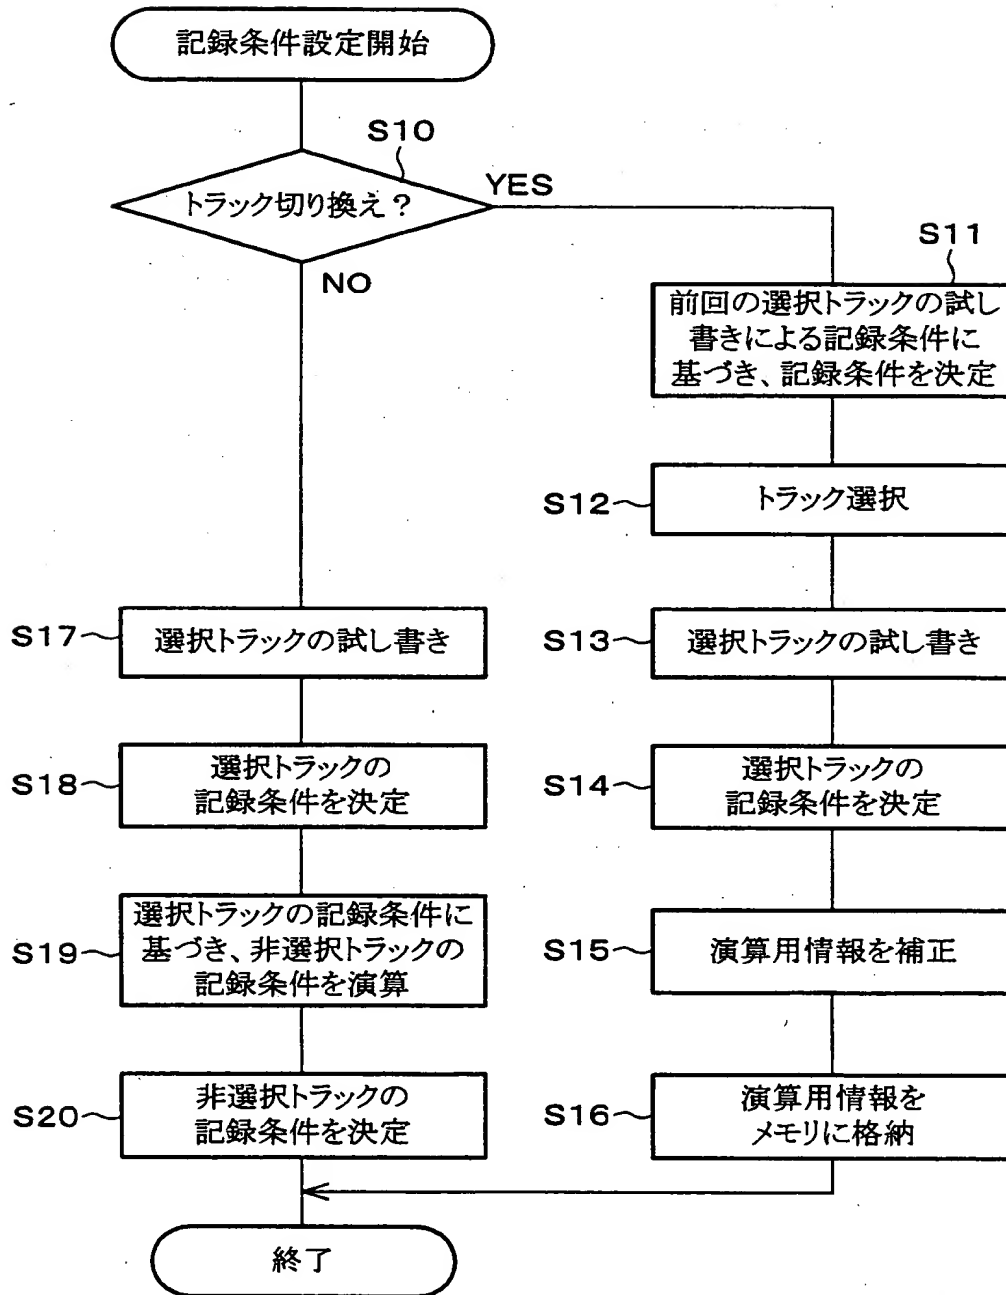 記録条件設定開始
S10
トラック切り換え？
YES
NO
S11
前回の選択トラックの試し
書きによる記録条件に
基づき、記録条件を決定
S12
トラック選択
S17
選択トラックの試し書き
S13
選択トラックの試し書き
S18
選択トラックの
記録条件を決定
S14
選択トラックの
記録条件を決定
S19
選択トラックの記録条件に
基づき、非選択トラックの
記録条件を演算
S15
演算用情報を補正
S20
非選択トラックの
記録条件を決定
S16
演算用情報を
メモリに格納
終了